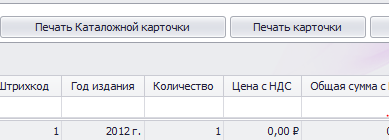 Печать Каталожной карточки Печать карточки
Штрихкод Год издания Количество Цена с НДС Общая сумма с
1 2012 г. 1 0,00 ₽